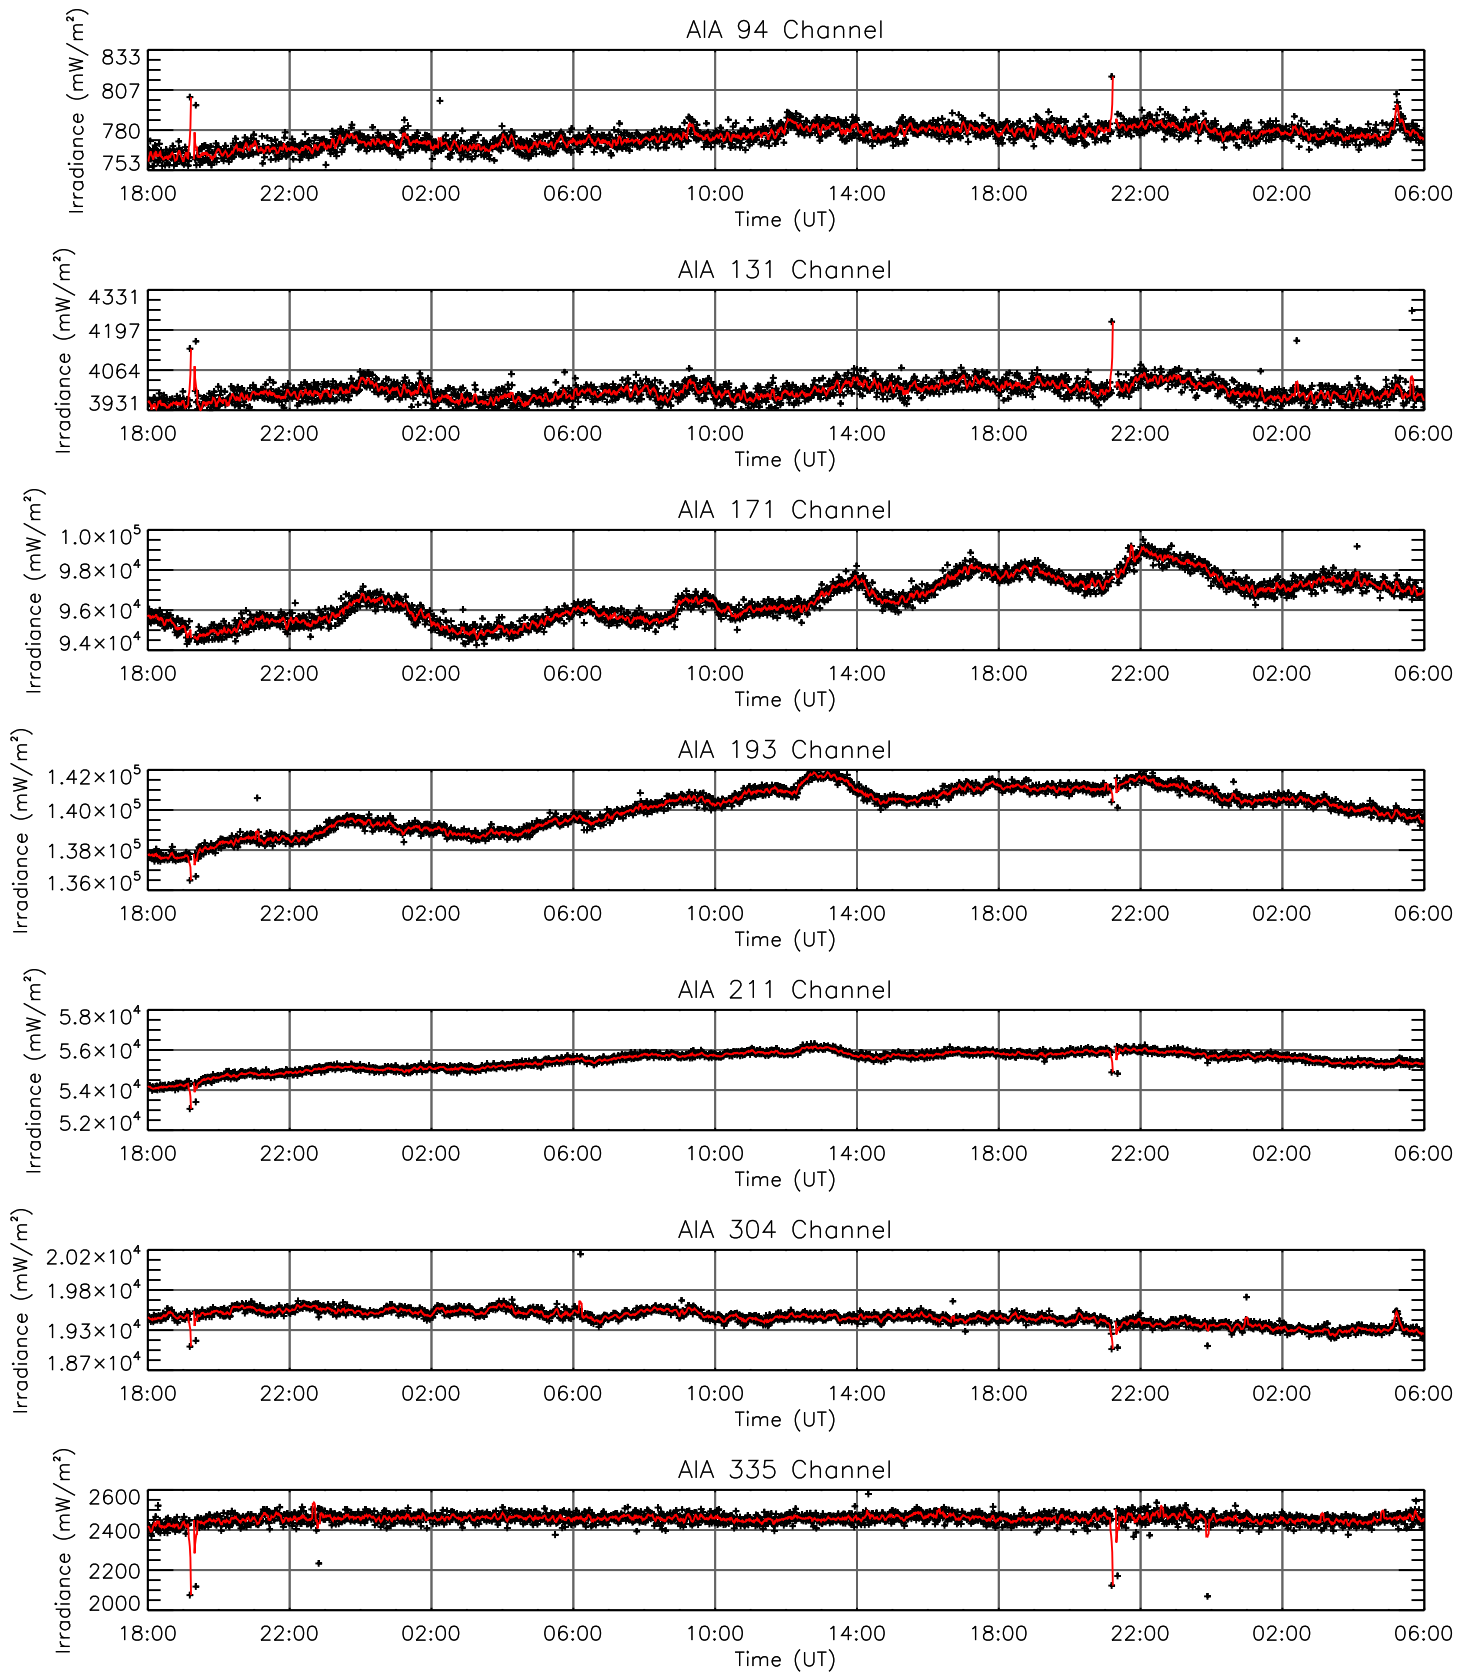 AIA 94 Channel
Irradiance (mW/m²)
833
807
780
753
18:00 22:00 02:00 06:00 10:00 14:00 18:00 22:00 02:00 06:00
Time (UT)
AIA 131 Channel
Irradiance (mW/m²)
4331
4197
4064
3931
18:00 22:00 02:00 06:00 10:00 14:00 18:00 22:00 02:00 06:00
Time (UT)
AIA 171 Channel
Irradiance (mW/m²)
1.0×10⁵
9.8×10⁴
9.6×10⁴
9.4×10⁴
18:00 22:00 02:00 06:00 10:00 14:00 18:00 22:00 02:00 06:00
Time (UT)
AIA 193 Channel
Irradiance (mW/m²)
1.42×10⁵
1.40×10⁵
1.38×10⁵
1.36×10⁵
18:00 22:00 02:00 06:00 10:00 14:00 18:00 22:00 02:00 06:00
Time (UT)
AIA 211 Channel
Irradiance (mW/m²)
5.8×10⁴
5.6×10⁴
5.4×10⁴
5.2×10⁴
18:00 22:00 02:00 06:00 10:00 14:00 18:00 22:00 02:00 06:00
Time (UT)
AIA 304 Channel
Irradiance (mW/m²)
2.02×10⁴
1.98×10⁴
1.93×10⁴
1.87×10⁴
18:00 22:00 02:00 06:00 10:00 14:00 18:00 22:00 02:00 06:00
Time (UT)
AIA 335 Channel
Irradiance (mW/m²)
2600
2400
2200
2000
18:00 22:00 02:00 06:00 10:00 14:00 18:00 22:00 02:00 06:00
Time (UT)